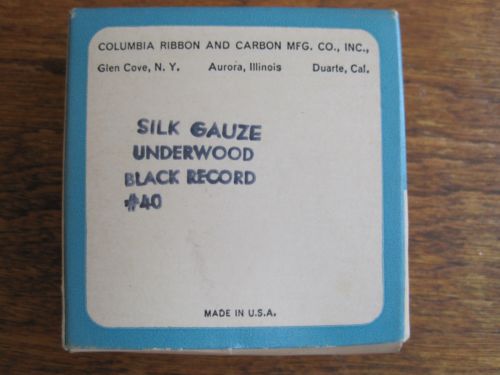 COLUMBIA RIBBON AND CARBON MFG. CO., INC.,
Glen Cove, N. Y. Aurora, Illinois Duarte, Cal.
SILK GAUZE
UNDERWOOD
BLACK RECORD
#40
MADE IN U.S.A.